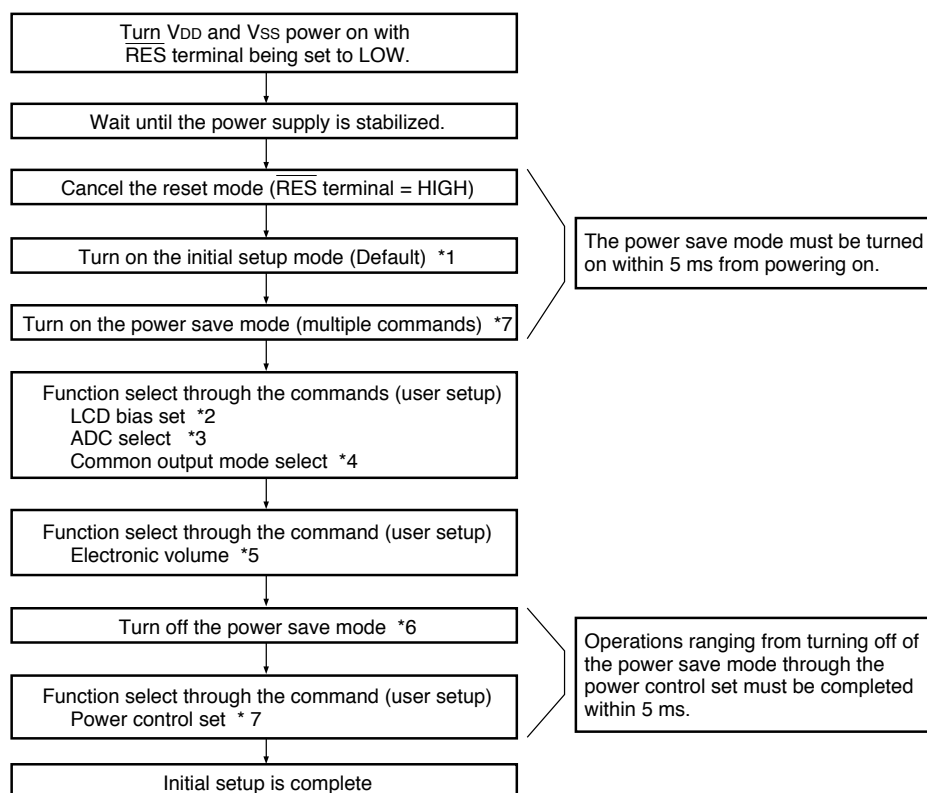 Turn VDD and VSS power on with
RES terminal being set to LOW.
Wait until the power supply is stabilized.
Cancel the reset mode (RES terminal = HIGH)
Turn on the initial setup mode (Default) *1
Turn on the power save mode (multiple commands) *7
The power save mode must be turned
on within 5 ms from powering on.
Function select through the commands (user setup)
LCD bias set *2
ADC select *3
Common output mode select *4
Function select through the command (user setup)
Electronic volume *5
Turn off the power save mode *6
Function select through the command (user setup)
Power control set * 7
Operations ranging from turning off of
the power save mode through the
power control set must be completed
within 5 ms.
Initial setup is complete